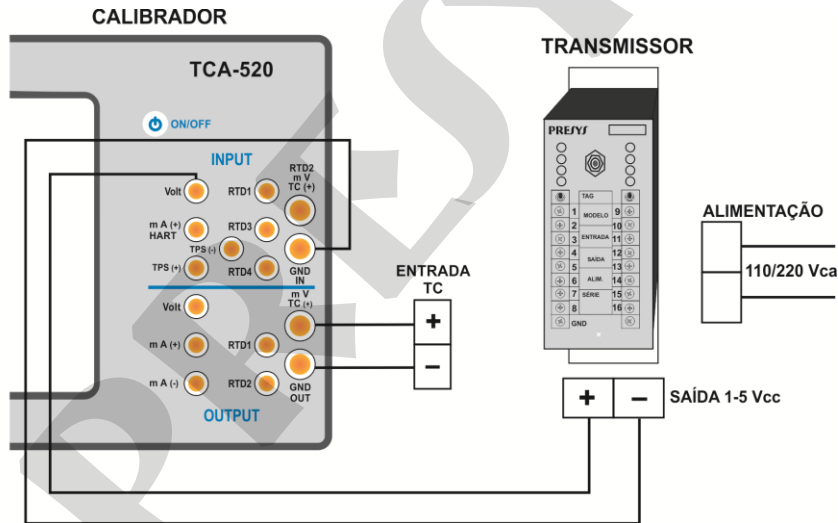 CALIBRADOR
TCA-520
ON/OFF
INPUT
Volt
RTD1
RTD2
m V
TC (+)
m A (+)
HART
RTD3
TPS (-)
TPS (+)
RTD4
GND
IN
Volt
m V
TC (+)
m A (+)
RTD1
m A (-)
RTD2
GND
OUT
OUTPUT
ENTRADA
TC
+
−
TRANSMISSOR
PRESYS
TAG
1 MODELO 9
2 10
3 ENTRADA 11
4 12
5 SAÍDA 13
6 ALIM. 14
7 SÉRIE 15
8 16
GND
ALIMENTAÇÃO
110/220 Vca
+ −
SAÍDA 1-5 Vcc
PRESYS